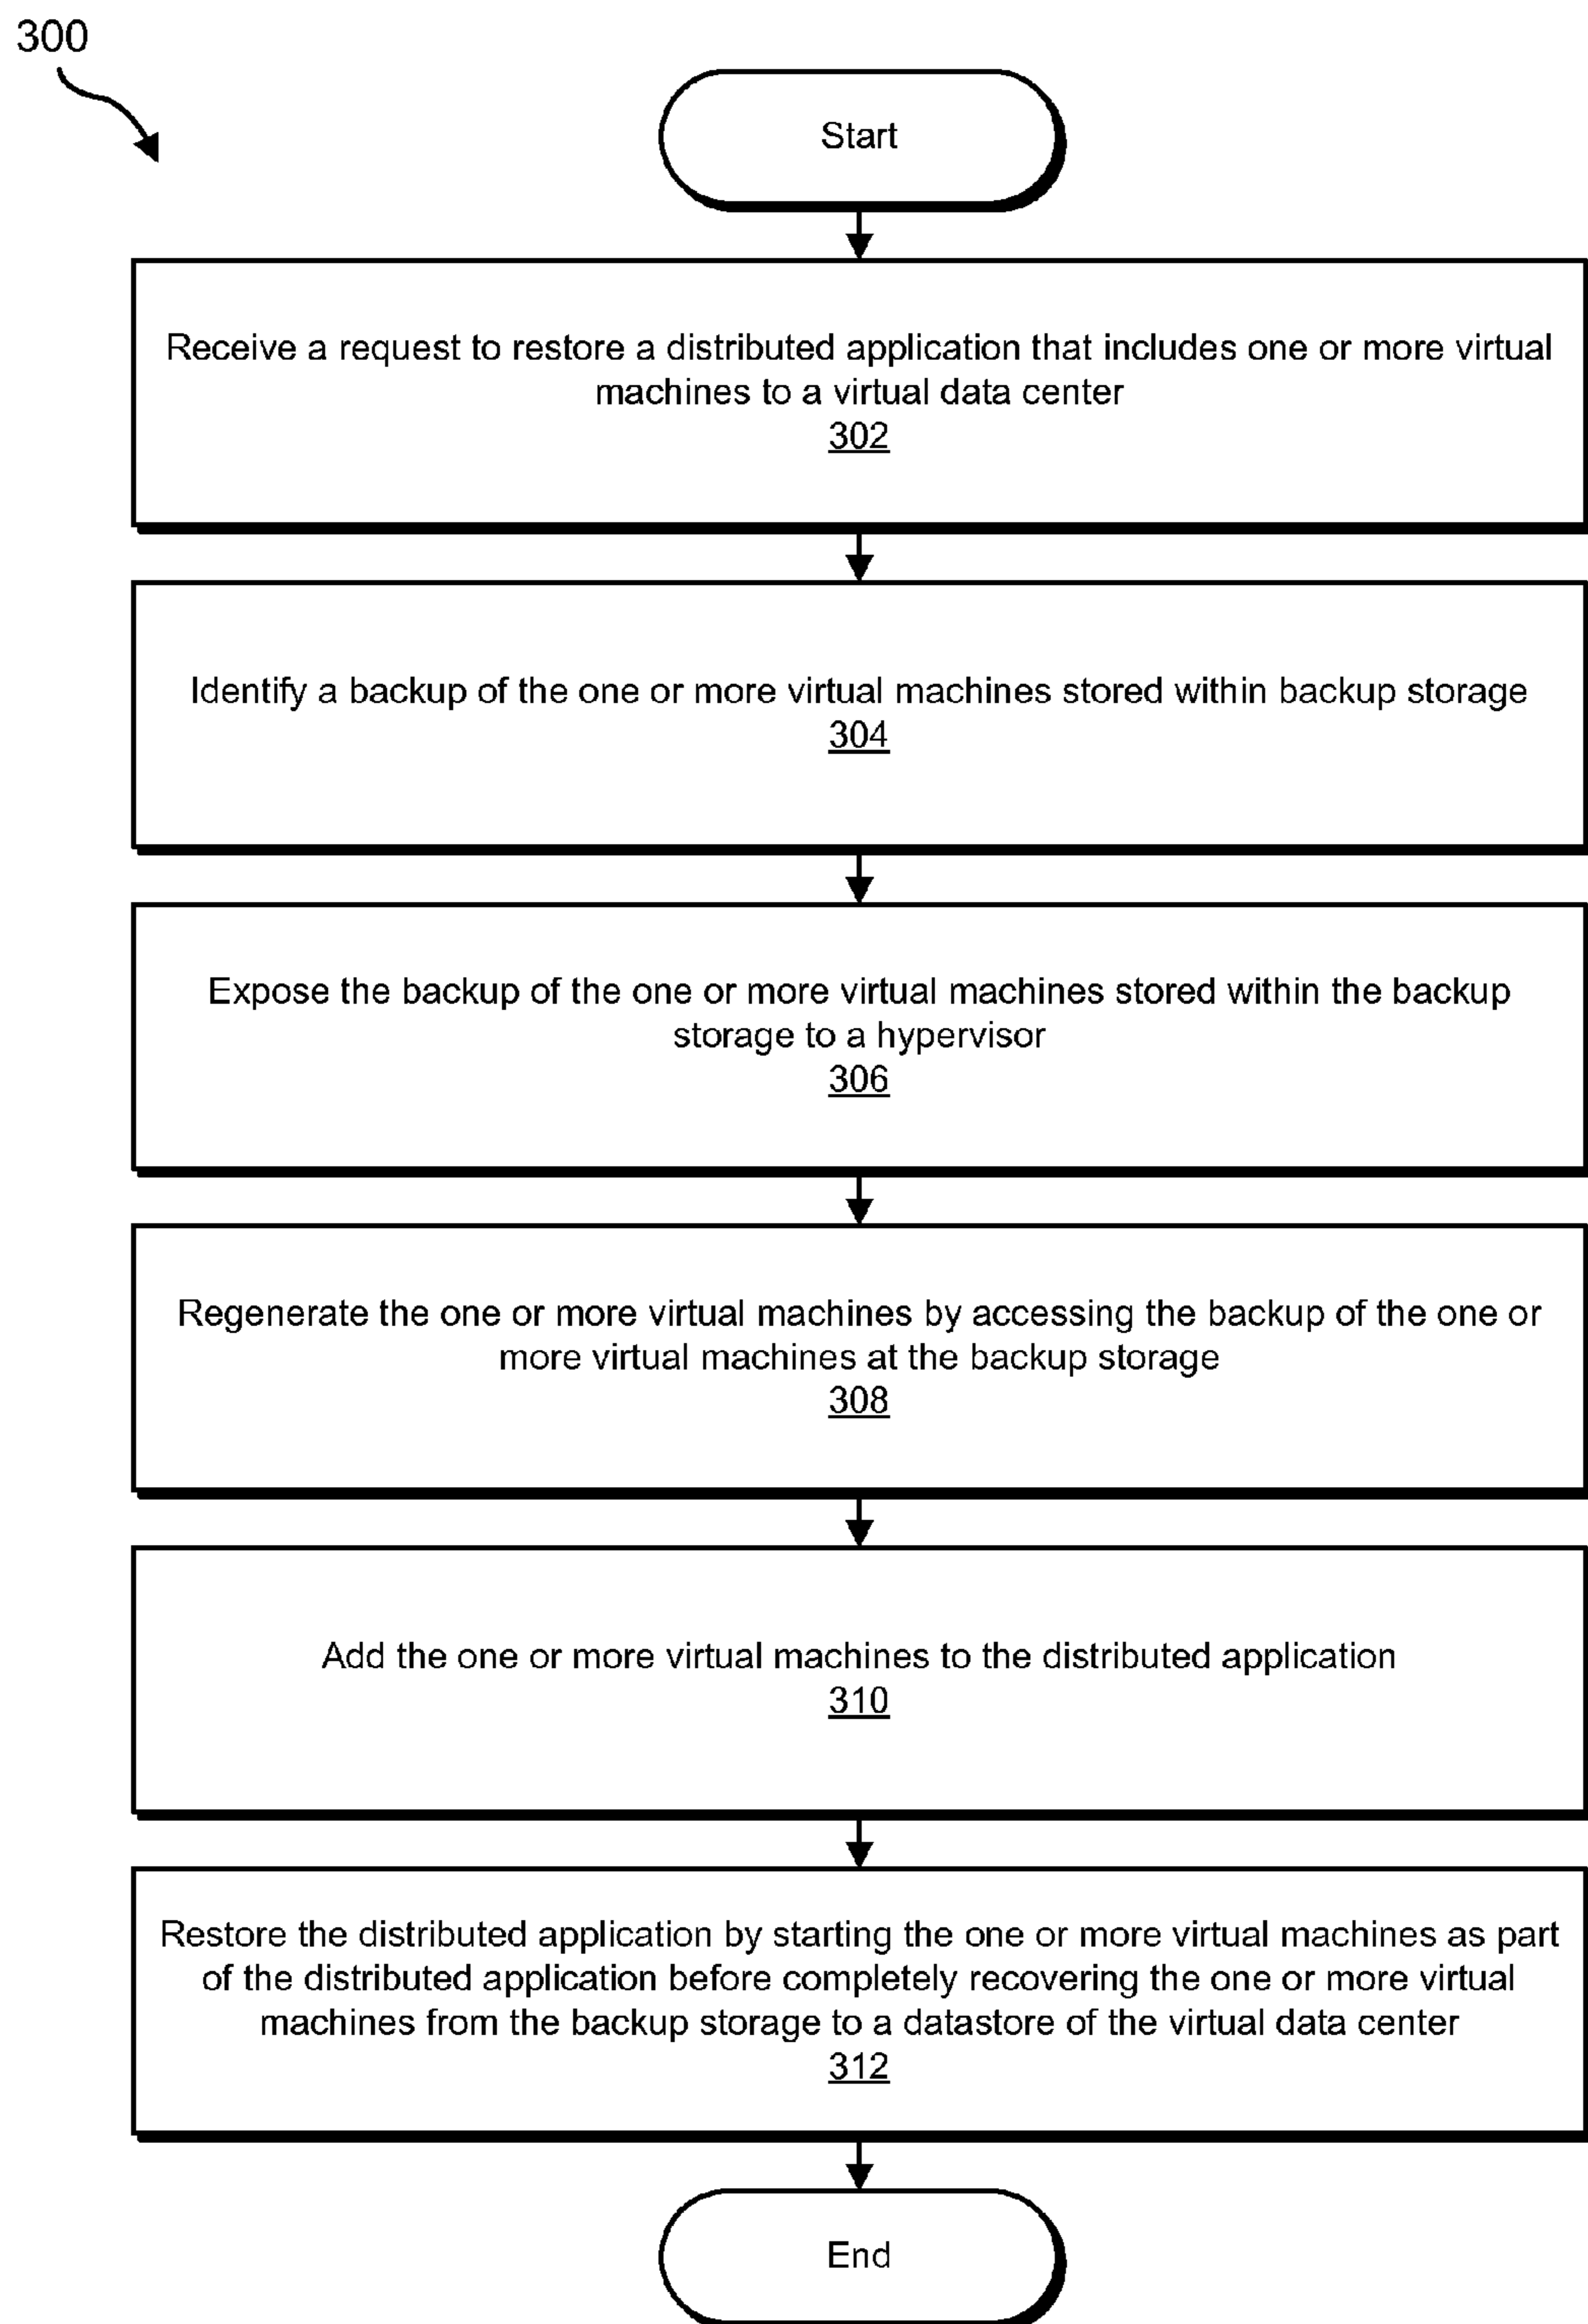 300
Start
Receive a request to restore a distributed application that includes one or more virtual
machines to a virtual data center
302
Identify a backup of the one or more virtual machines stored within backup storage
304
Expose the backup of the one or more virtual machines stored within the backup
storage to a hypervisor
306
Regenerate the one or more virtual machines by accessing the backup of the one or
more virtual machines at the backup storage
308
Add the one or more virtual machines to the distributed application
310
Restore the distributed application by starting the one or more virtual machines as part
of the distributed application before completely recovering the one or more virtual
machines from the backup storage to a datastore of the virtual data center
312
End